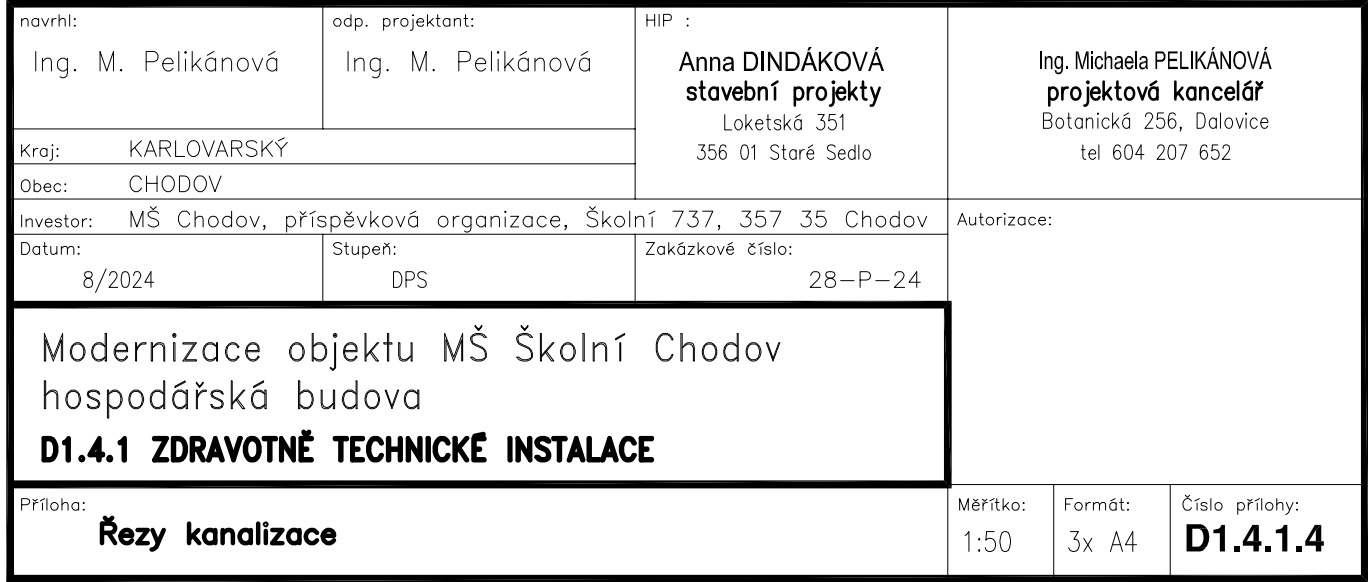 navrhl:
Ing. M. Pelikánová
odp. projektant:
Ing. M. Pelikánová
HIP :
Anna DINDÁKOVÁ
stavební projekty
Loketská 351
356 01 Staré Sedlo
Ing. Michaela PELIKÁNOVÁ
projektová kancelář
Botanická 256, Dalovice
tel 604 207 652
Kraj: KARLOVARSKÝ
Obec: CHODOV
Investor: MŠ Chodov, příspěvková organizace, Školní 737, 357 35 Chodov
Autorizace:
Datum:
8/2024
Stupeň:
DPS
Zakázkové číslo:
28-P-24
Modernizace objektu MŠ Školní Chodov
hospodářská budova
D1.4.1 ZDRAVOTNĚ TECHNICKÉ INSTALACE
Příloha:
Řezy kanalizace
Měřítko:
1:50
Formát:
3x A4
Číslo přílohy:
D1.4.1.4